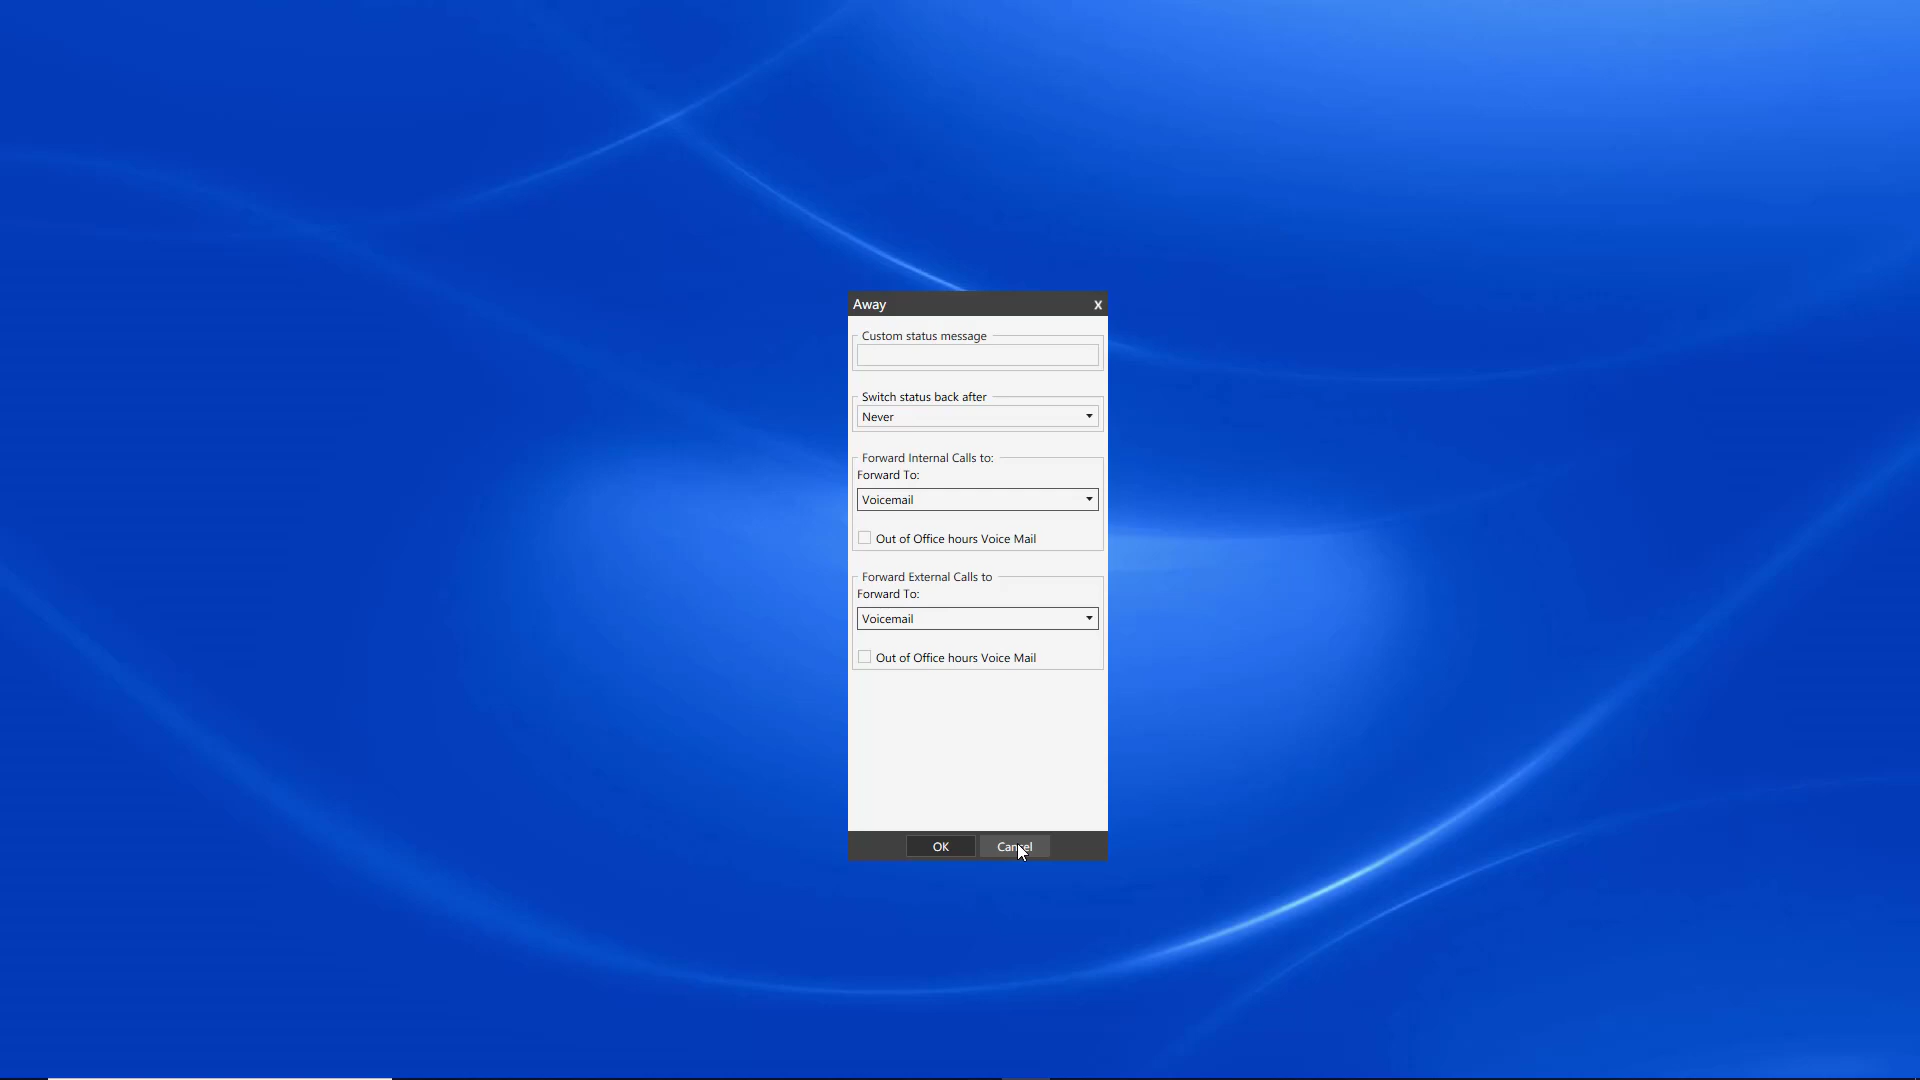 Away
x
Custom status message
Switch status back after
Never
Forward Internal Calls to:
Forward To:
Voicemail
Out of Office hours Voice Mail
Forward External Calls to
Forward To:
Voicemail
Out of Office hours Voice Mail
OK Cancel